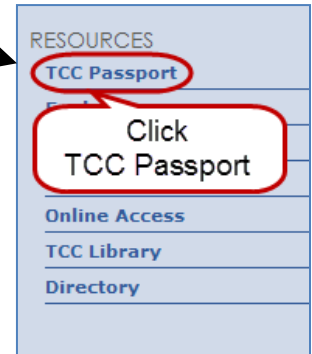 RESOURCES
TCC Passport
Click
TCC Passport
Online Access
TCC Library
Directory